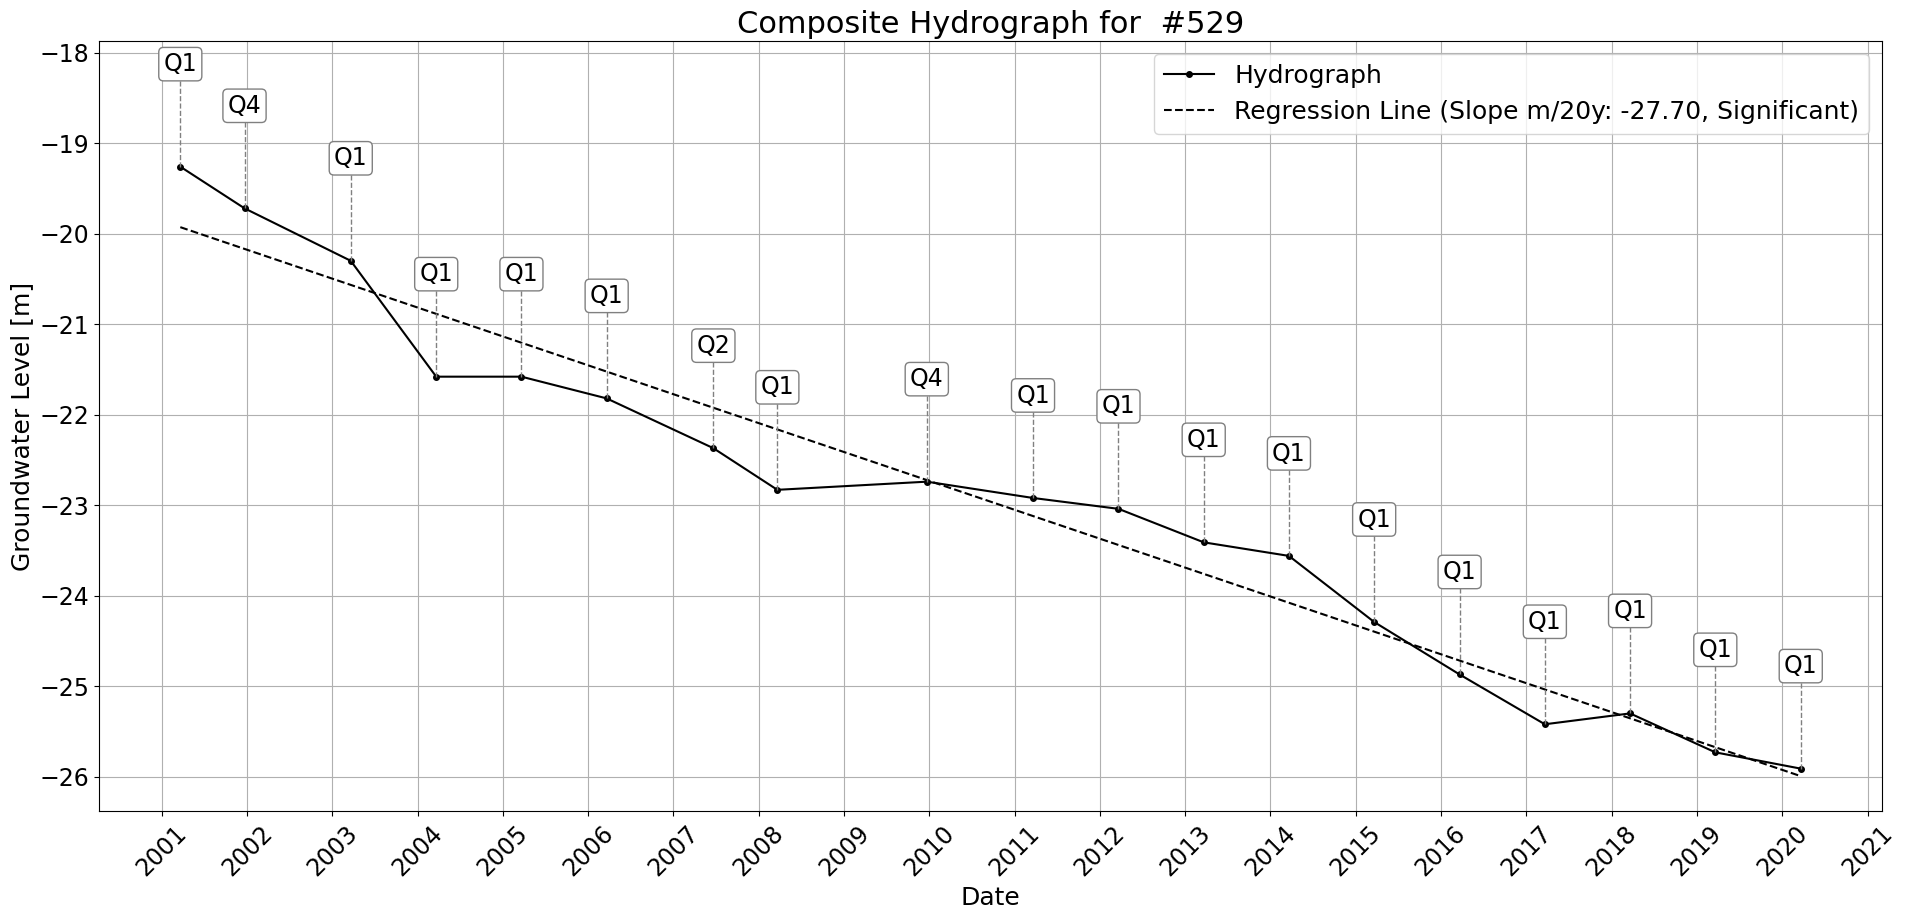 Composite Hydrograph for  #529
Hydrograph
Regression Line (Slope m/20y: -27.70, Significant)
Groundwater Level [m]
−18
−19
−20
−21
−22
−23
−24
−25
−26
Q1
Q4
Q1
Q1
Q1
Q1
Q2
Q1
Q4
Q1
Q1
Q1
Q1
Q1
Q1
Q1
Q1
Q1
Q1
2001
2002
2003
2004
2005
2006
2007
2008
2009
2010
2011
2012
2013
2014
2015
2016
2017
2018
2019
2020
2021
Date